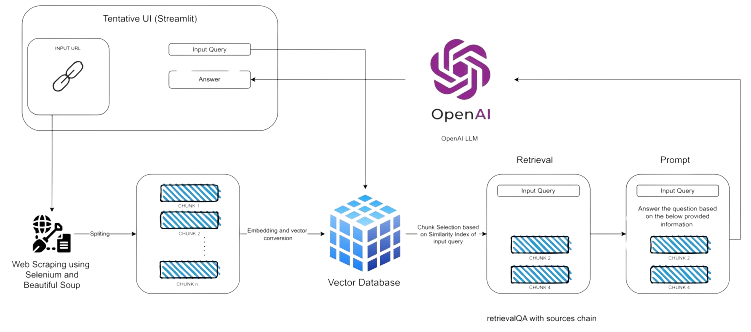 Tentative UI (Streamlit)
INPUT URL
Input Query
Answer
OpenAI
OpenAI LLM
Web Scraping using
Selenium and
Beautiful Soup
Spliting
CHUNK 1
CHUNK 2
CHUNK n
Embedding and vector
conversion
Vector Database
Chunk Selection based
on Similarity Index of
input query
Retrieval
Input Query
CHUNK 2
CHUNK 4
retrievalQA with sources chain
Prompt
Input Query
Answer the question based
on the below provided
information
CHUNK 2
CHUNK 4